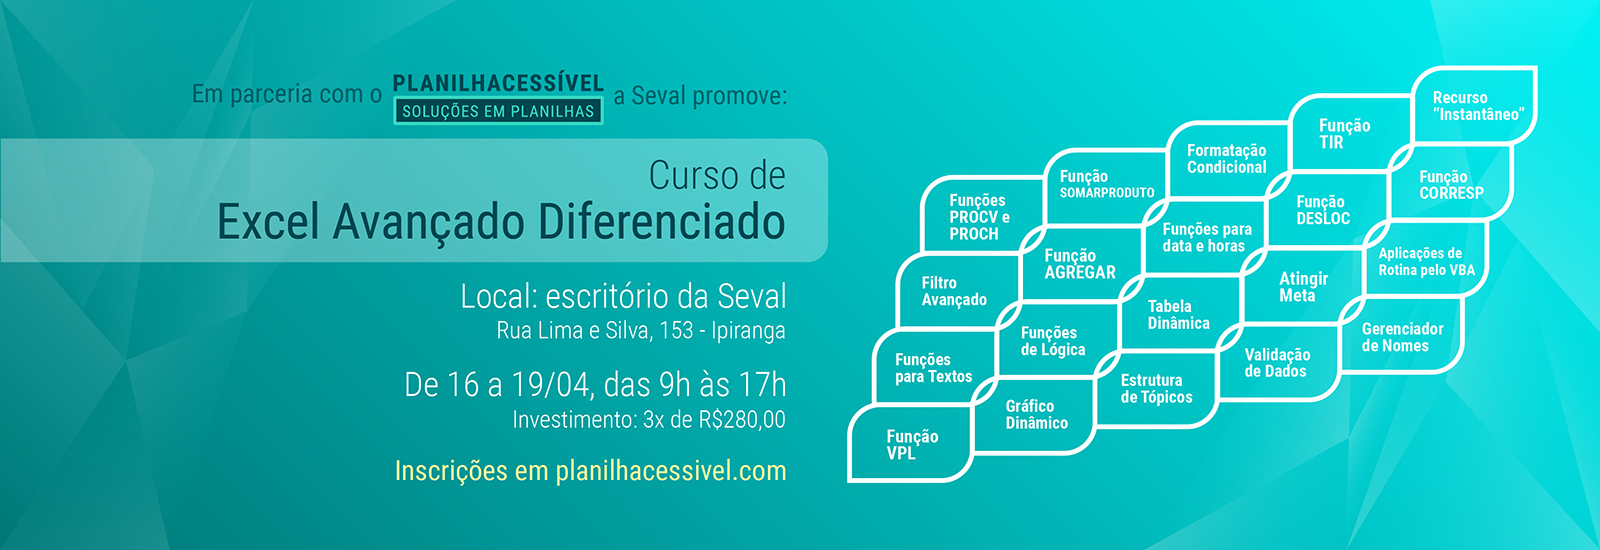 Em parceria com o PLANILHACESSÍVEL a Seval promove:
SOLUÇÕES EM PLANILHAS
Curso de
Excel Avançado Diferenciado
Local: escritório da Seval
Rua Lima e Silva, 153 - Ipiranga
De 16 a 19/04, das 9h às 17h
Investimento: 3x de R$280,00
Inscrições em planilhacessivel.com
Funções
PROCV e
PROCH
Função
SOMARPRODUTO
Formatação
Condicional
Função
TIR
Recurso
“Instantâneo”
Filtro
Avançado
Função
AGREGAR
Funções para
data e horas
Função
DESLOC
Função
CORRESP
Funções
para Textos
Funções
de Lógica
Tabela
Dinâmica
Atingir
Meta
Aplicações de
Rotina pelo VBA
Função
VPL
Gráfico
Dinâmico
Estrutura
de Tópicos
Validação
de Dados
Gerenciador
de Nomes